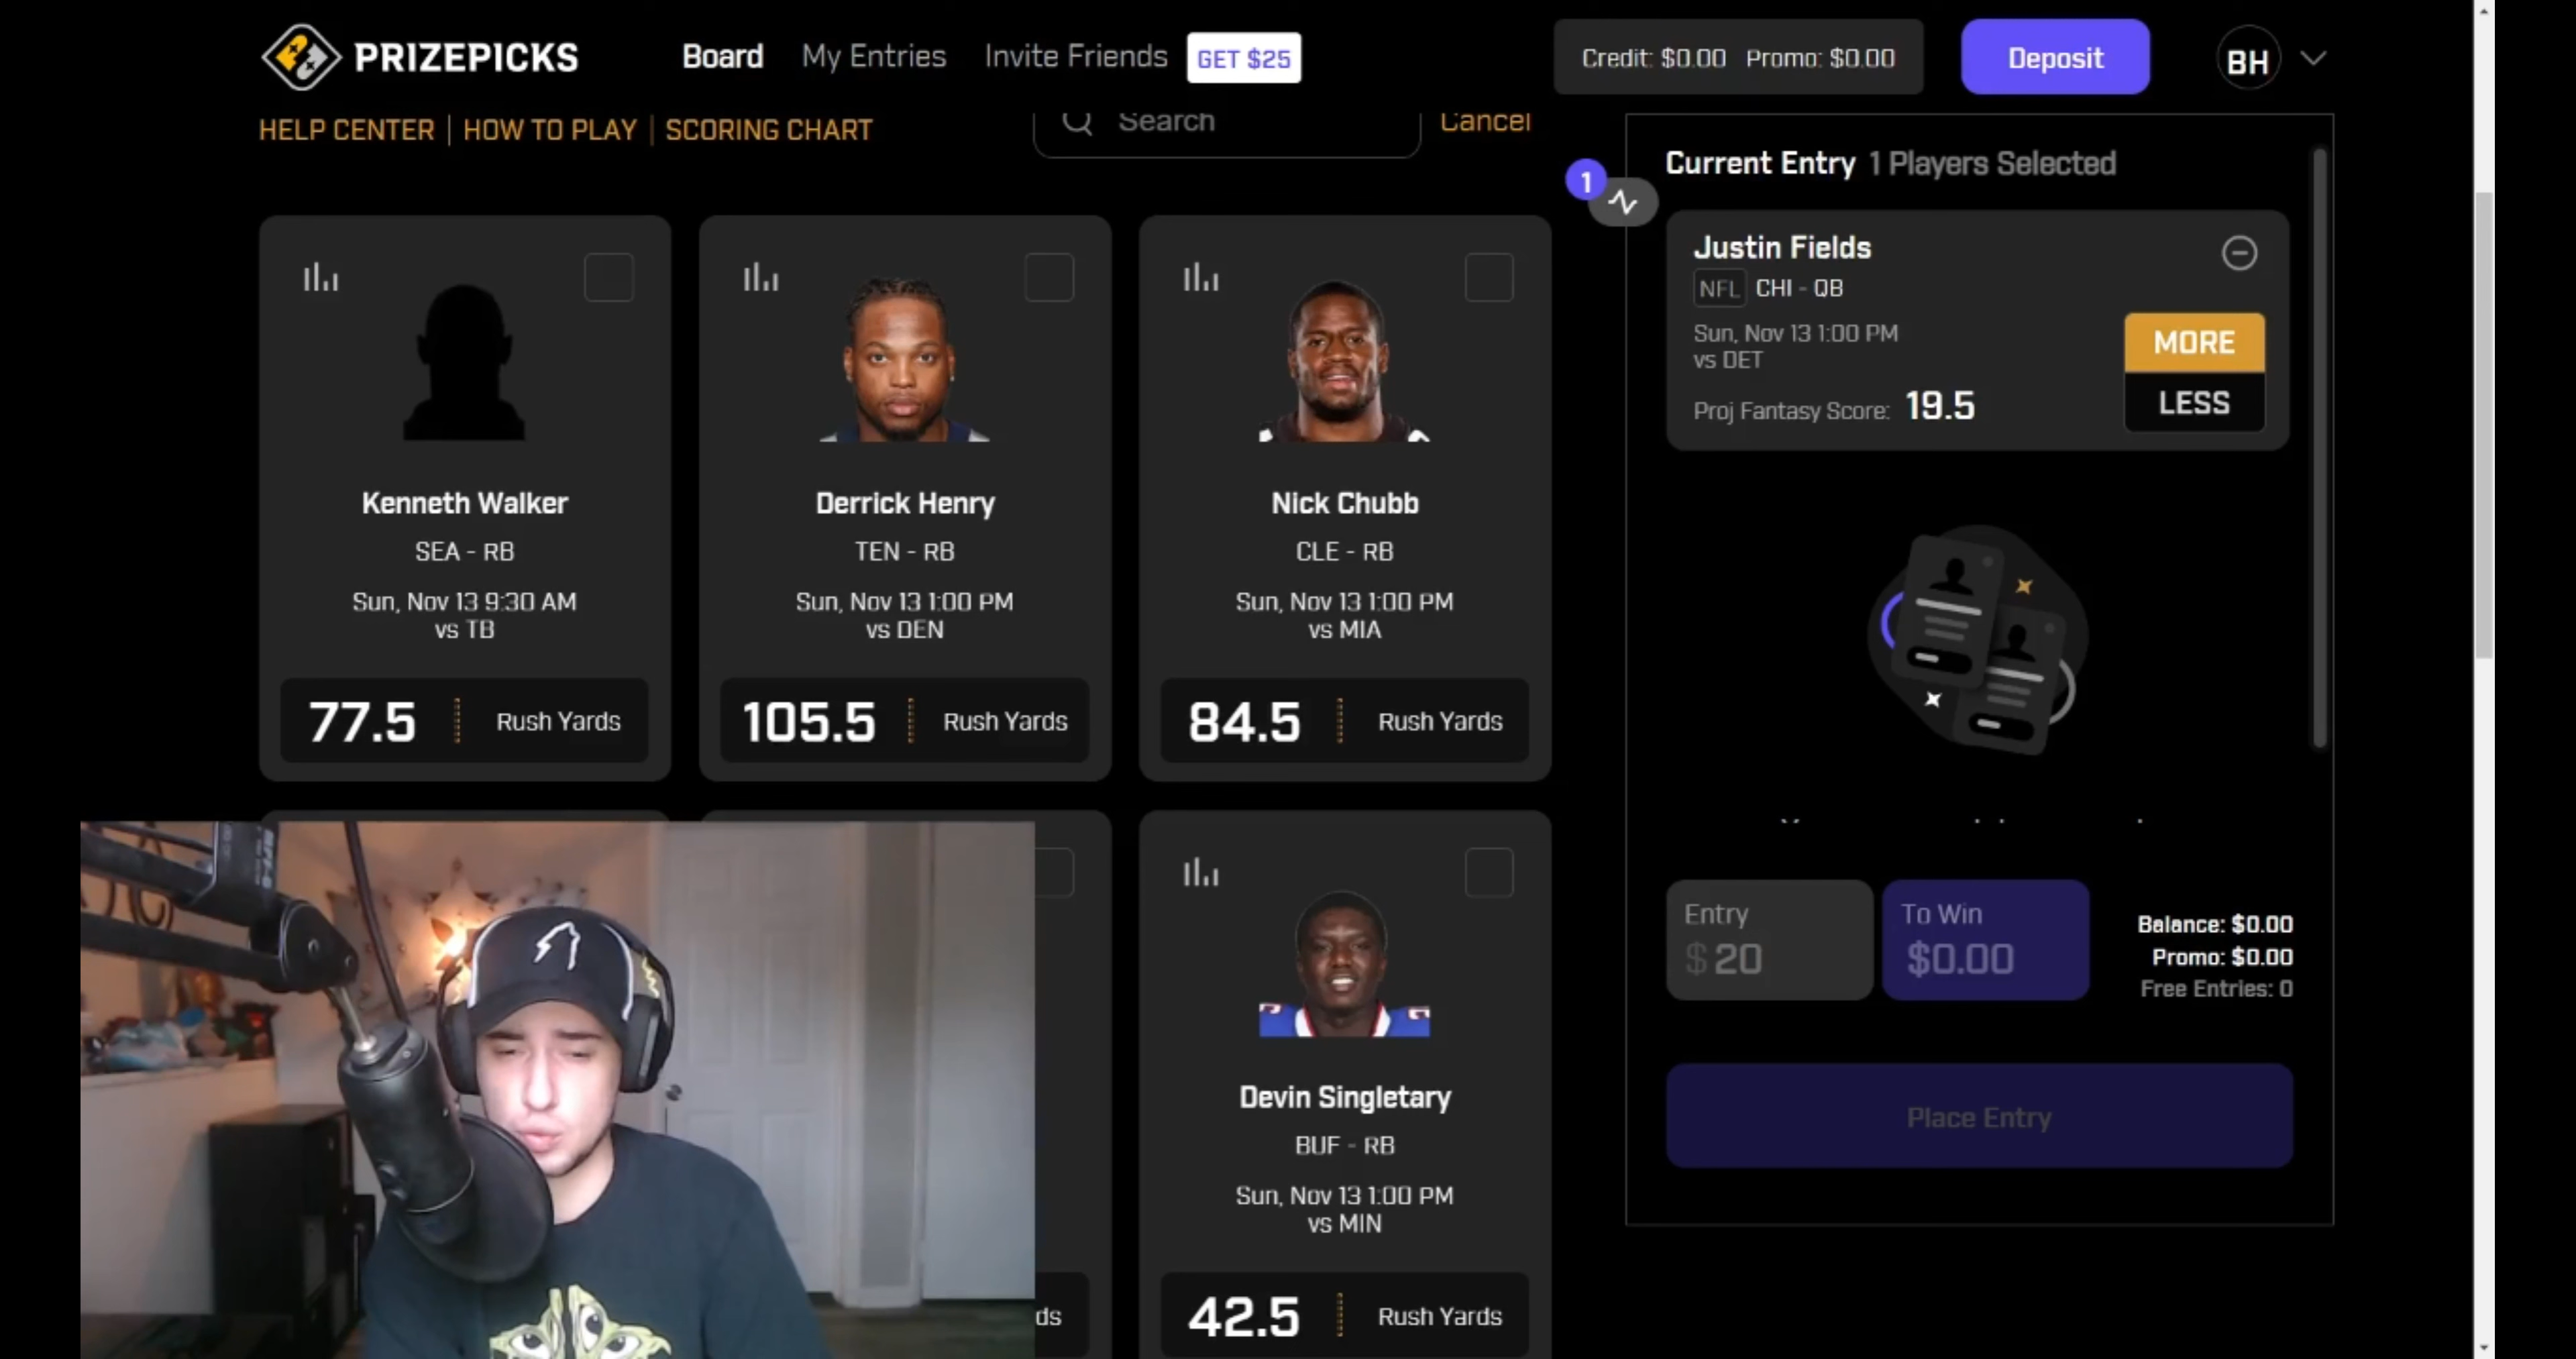 PRIZEPICKS
Board My Entries Invite Friends GET $25
Credit: $0.00 Promo: $0.00
Deposit
BH
HELP CENTER | HOW TO PLAY | SCORING CHART
Search
Cancel
Kenneth Walker
SEA - RB
Sun, Nov 13 9:30 AM
vs TB
77.5 Rush Yards
Derrick Henry
TEN - RB
Sun, Nov 13 1:00 PM
vs DEN
105.5 Rush Yards
Nick Chubb
CLE - RB
Sun, Nov 13 1:00 PM
vs MIA
84.5 Rush Yards
ds
Devin Singletary
BUF - RB
Sun, Nov 13 1:00 PM
vs MIN
42.5 Rush Yards
1
Current Entry 1 Players Selected
Justin Fields
NFL CHI - QB
Sun, Nov 13 1:00 PM
vs DET
Proj Fantasy Score: 19.5
MORE
LESS
Entry
$ 20
To Win
$0.00
Balance: $0.00
Promo: $0.00
Free Entries: 0
Place Entry